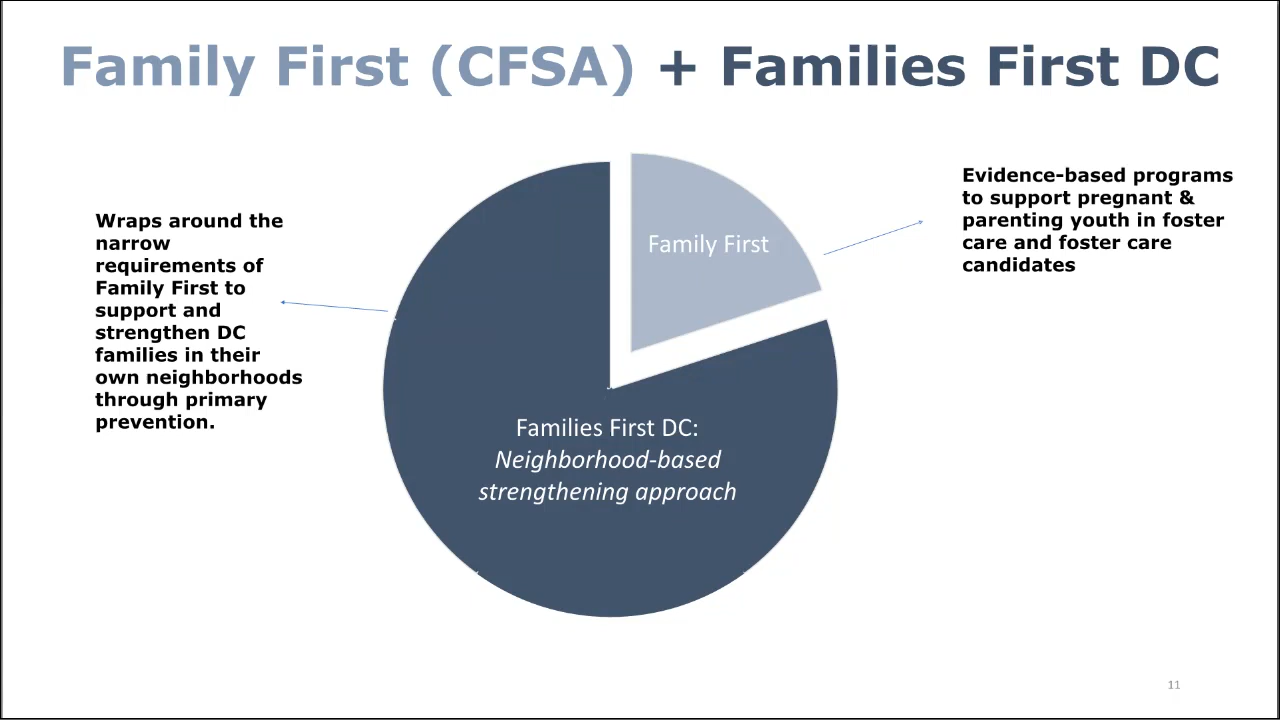 Family First (CFSA) + Families First DC
Wraps around the
narrow
requirements of
Family First to
support and
strengthen DC
families in their
own neighborhoods
through primary
prevention.
Family First
Evidence-based programs
to support pregnant &
parenting youth in foster
care and foster care
candidates
Families First DC:
Neighborhood-based
strengthening approach
11